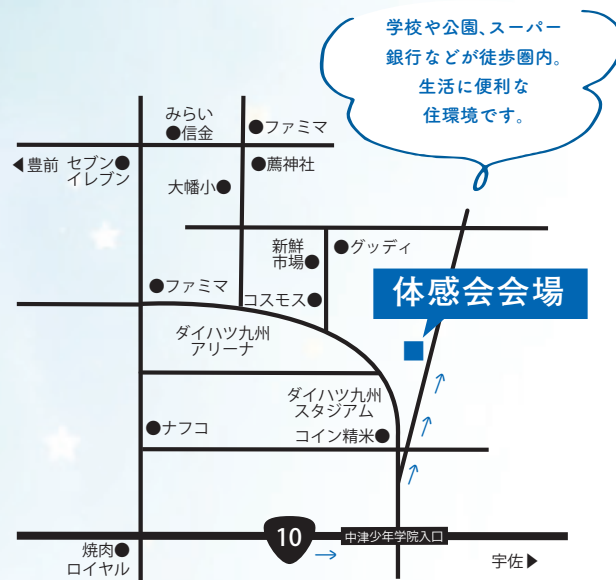 学校や公園、スーパー
銀行などが徒歩圏内。
生活に便利な
住環境です。
みらい
●信金
●ファミマ
◀豊前
セブン●
イレブン
●薦神社
大幡小●
新鮮
市場●
●グッディ
●ファミマ
コスモス●
体感会会場
ダイハツ九州
アリーナ
ダイハツ九州
スタジアム
●ナフコ
コイン精米●
10
中津少年学院入口
焼肉●
ロイヤル
宇佐▶